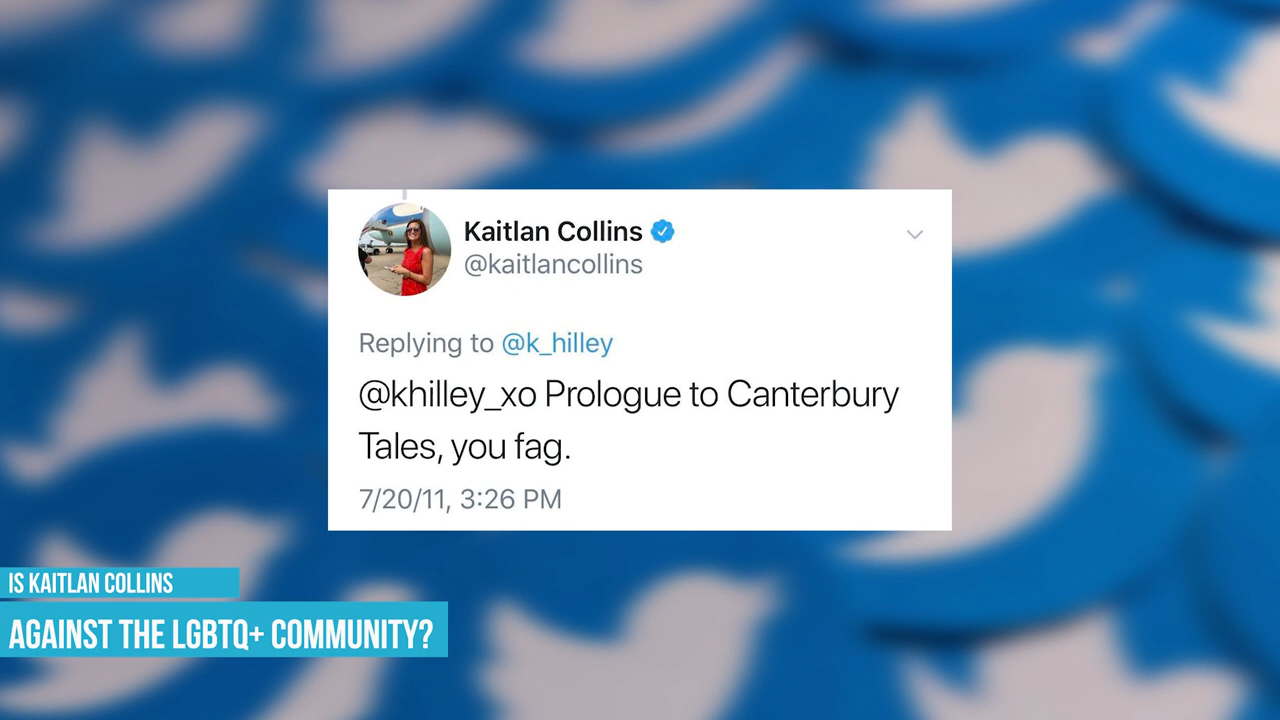 Kaitlan Collins
@kaitlancollins
Replying to @k_hilley
@khilley_xo Prologue to Canterbury
Tales, you fag.
7/20/11, 3:26 PM
IS KAITLAN COLLINS
AGAINST THE LGBTQ+ COMMUNITY?